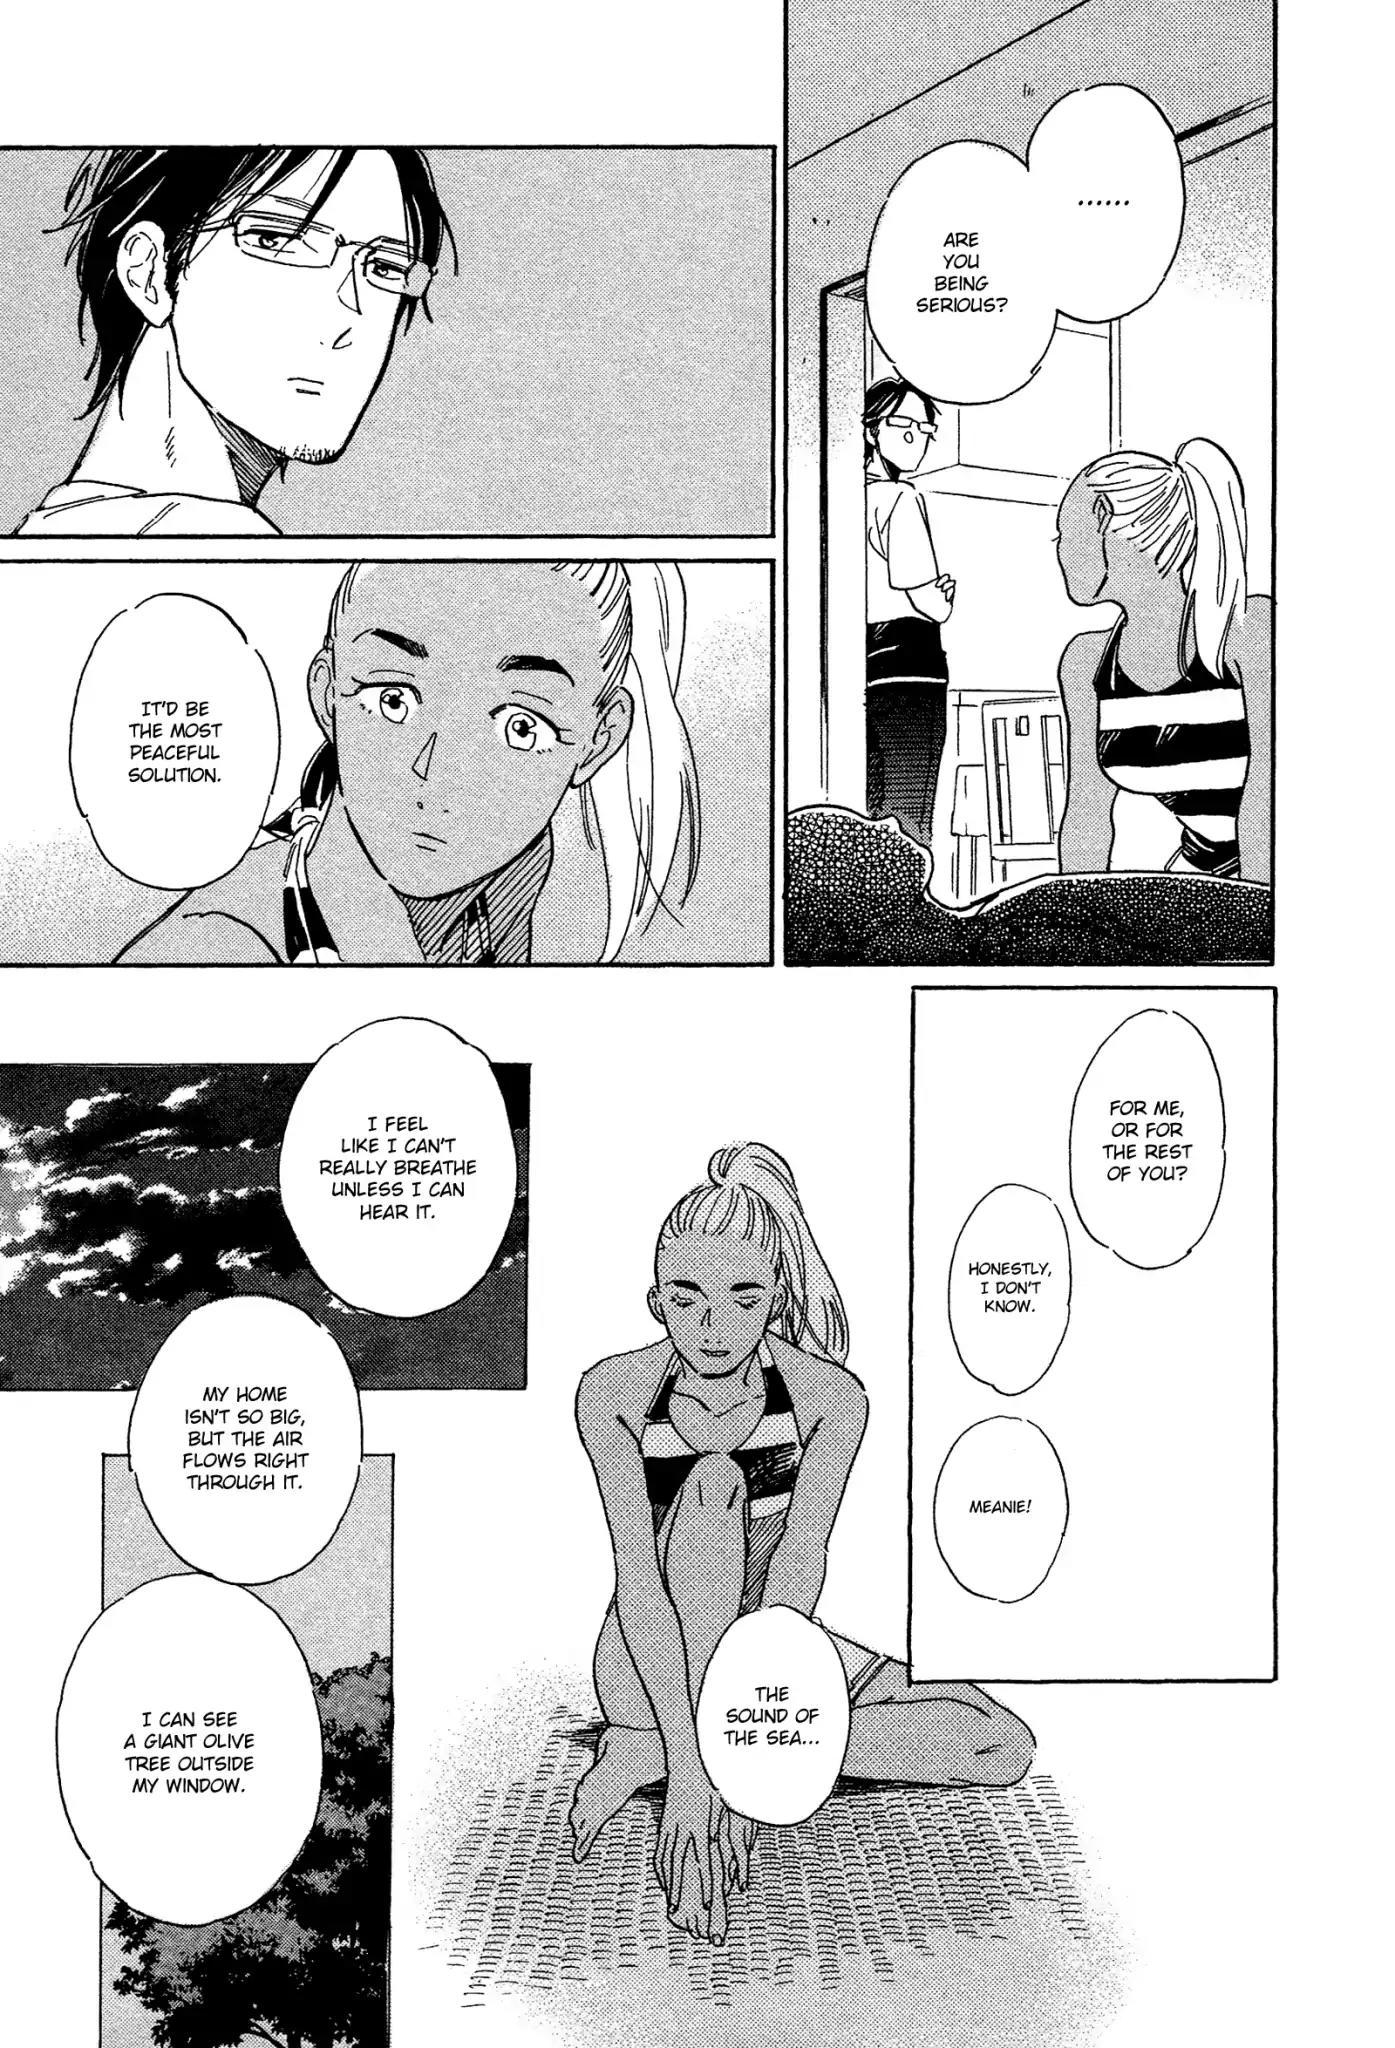 ......
ARE
YOU
BEING
SERIOUS?
IT'D BE
THE MOST
PEACEFUL
SOLUTION.
FOR ME,
OR FOR
THE REST
OF YOU?
HONESTLY,
I DON'T
KNOW.
MEANIE!
THE
SOUND OF
THE SEA...
I FEEL
LIKE I CAN'T
REALLY BREATHE
UNLESS I CAN
HEAR IT.
MY HOME
ISN'T SO BIG,
BUT THE AIR
FLOWS RIGHT
THROUGH IT.
I CAN SEE
A GIANT OLIVE
TREE OUTSIDE
MY WINDOW.